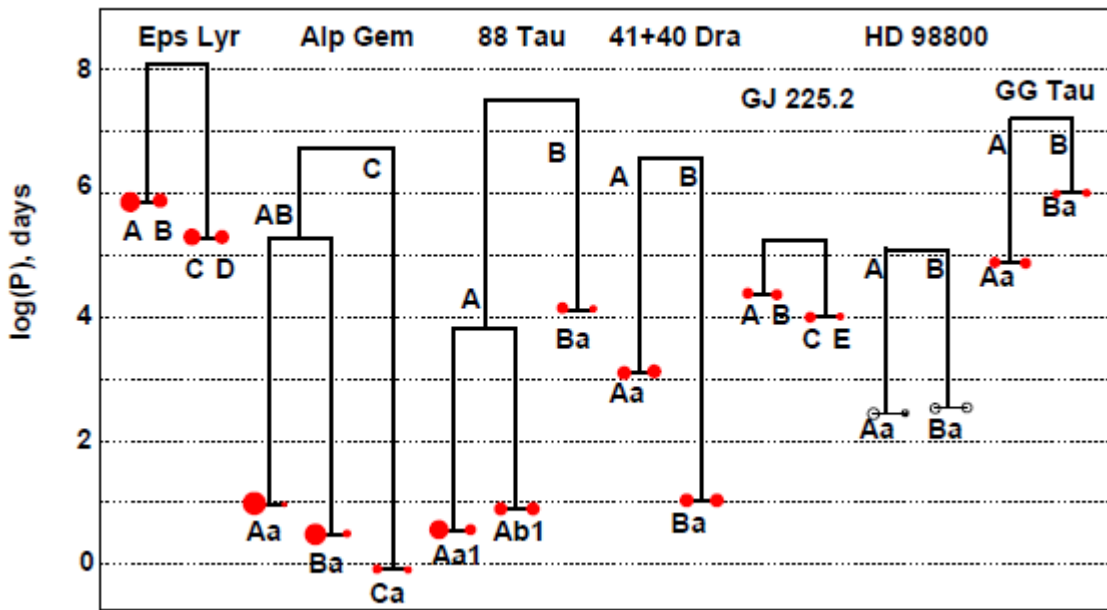 Eps Lyr Alp Gem 88 Tau 41+40 Dra HD 98800
8
GJ 225.2 GG Tau
A B
B
C A B
6
AB Ba
A B
C D
A B
Aa
A
log(P), days
4
Ba A B C E
Aa
2
Aa Ba
Aa Ba Aa1 Ab1 Ba
0
Ca